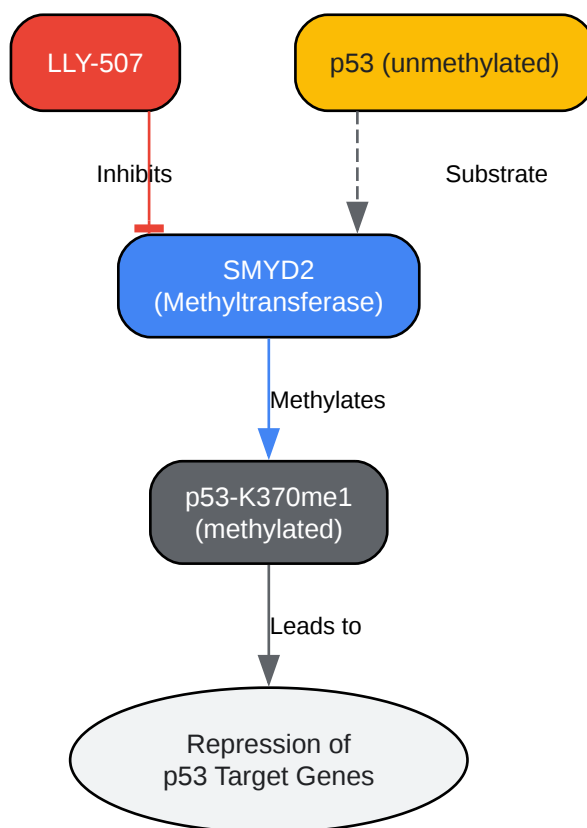 LLY-507
p53 (unmethylated)
Inhibits
Substrate
SMYD2
(Methyltransferase)
Methylates
p53-K370me1
(methylated)
Leads to
Repression of
p53 Target Genes